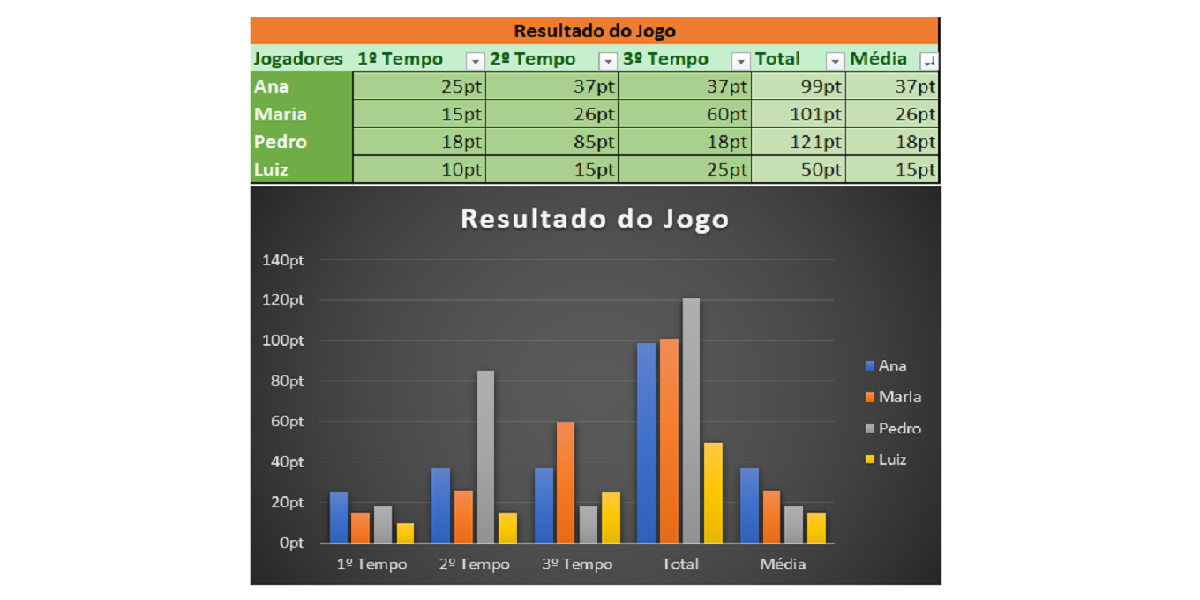 Resultado do Jogo
Jogadores 1º Tempo 2º Tempo 3º Tempo Total Média
Ana 25pt 37pt 37pt 99pt 37pt
Maria 15pt 26pt 60pt 101pt 26pt
Pedro 18pt 85pt 18pt 121pt 18pt
Luiz 10pt 15pt 25pt 50pt 15pt
Resultado do Jogo
140pt
120pt
100pt
80pt
60pt
40pt
20pt
0pt
1º Tempo 2º Tempo 3º Tempo Total Média
Ana
Maria
Pedro
Luiz